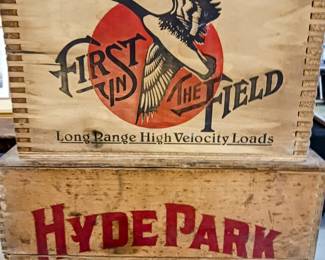 First in
the Field
Long Range High Velocity Loads
HYDE PARK